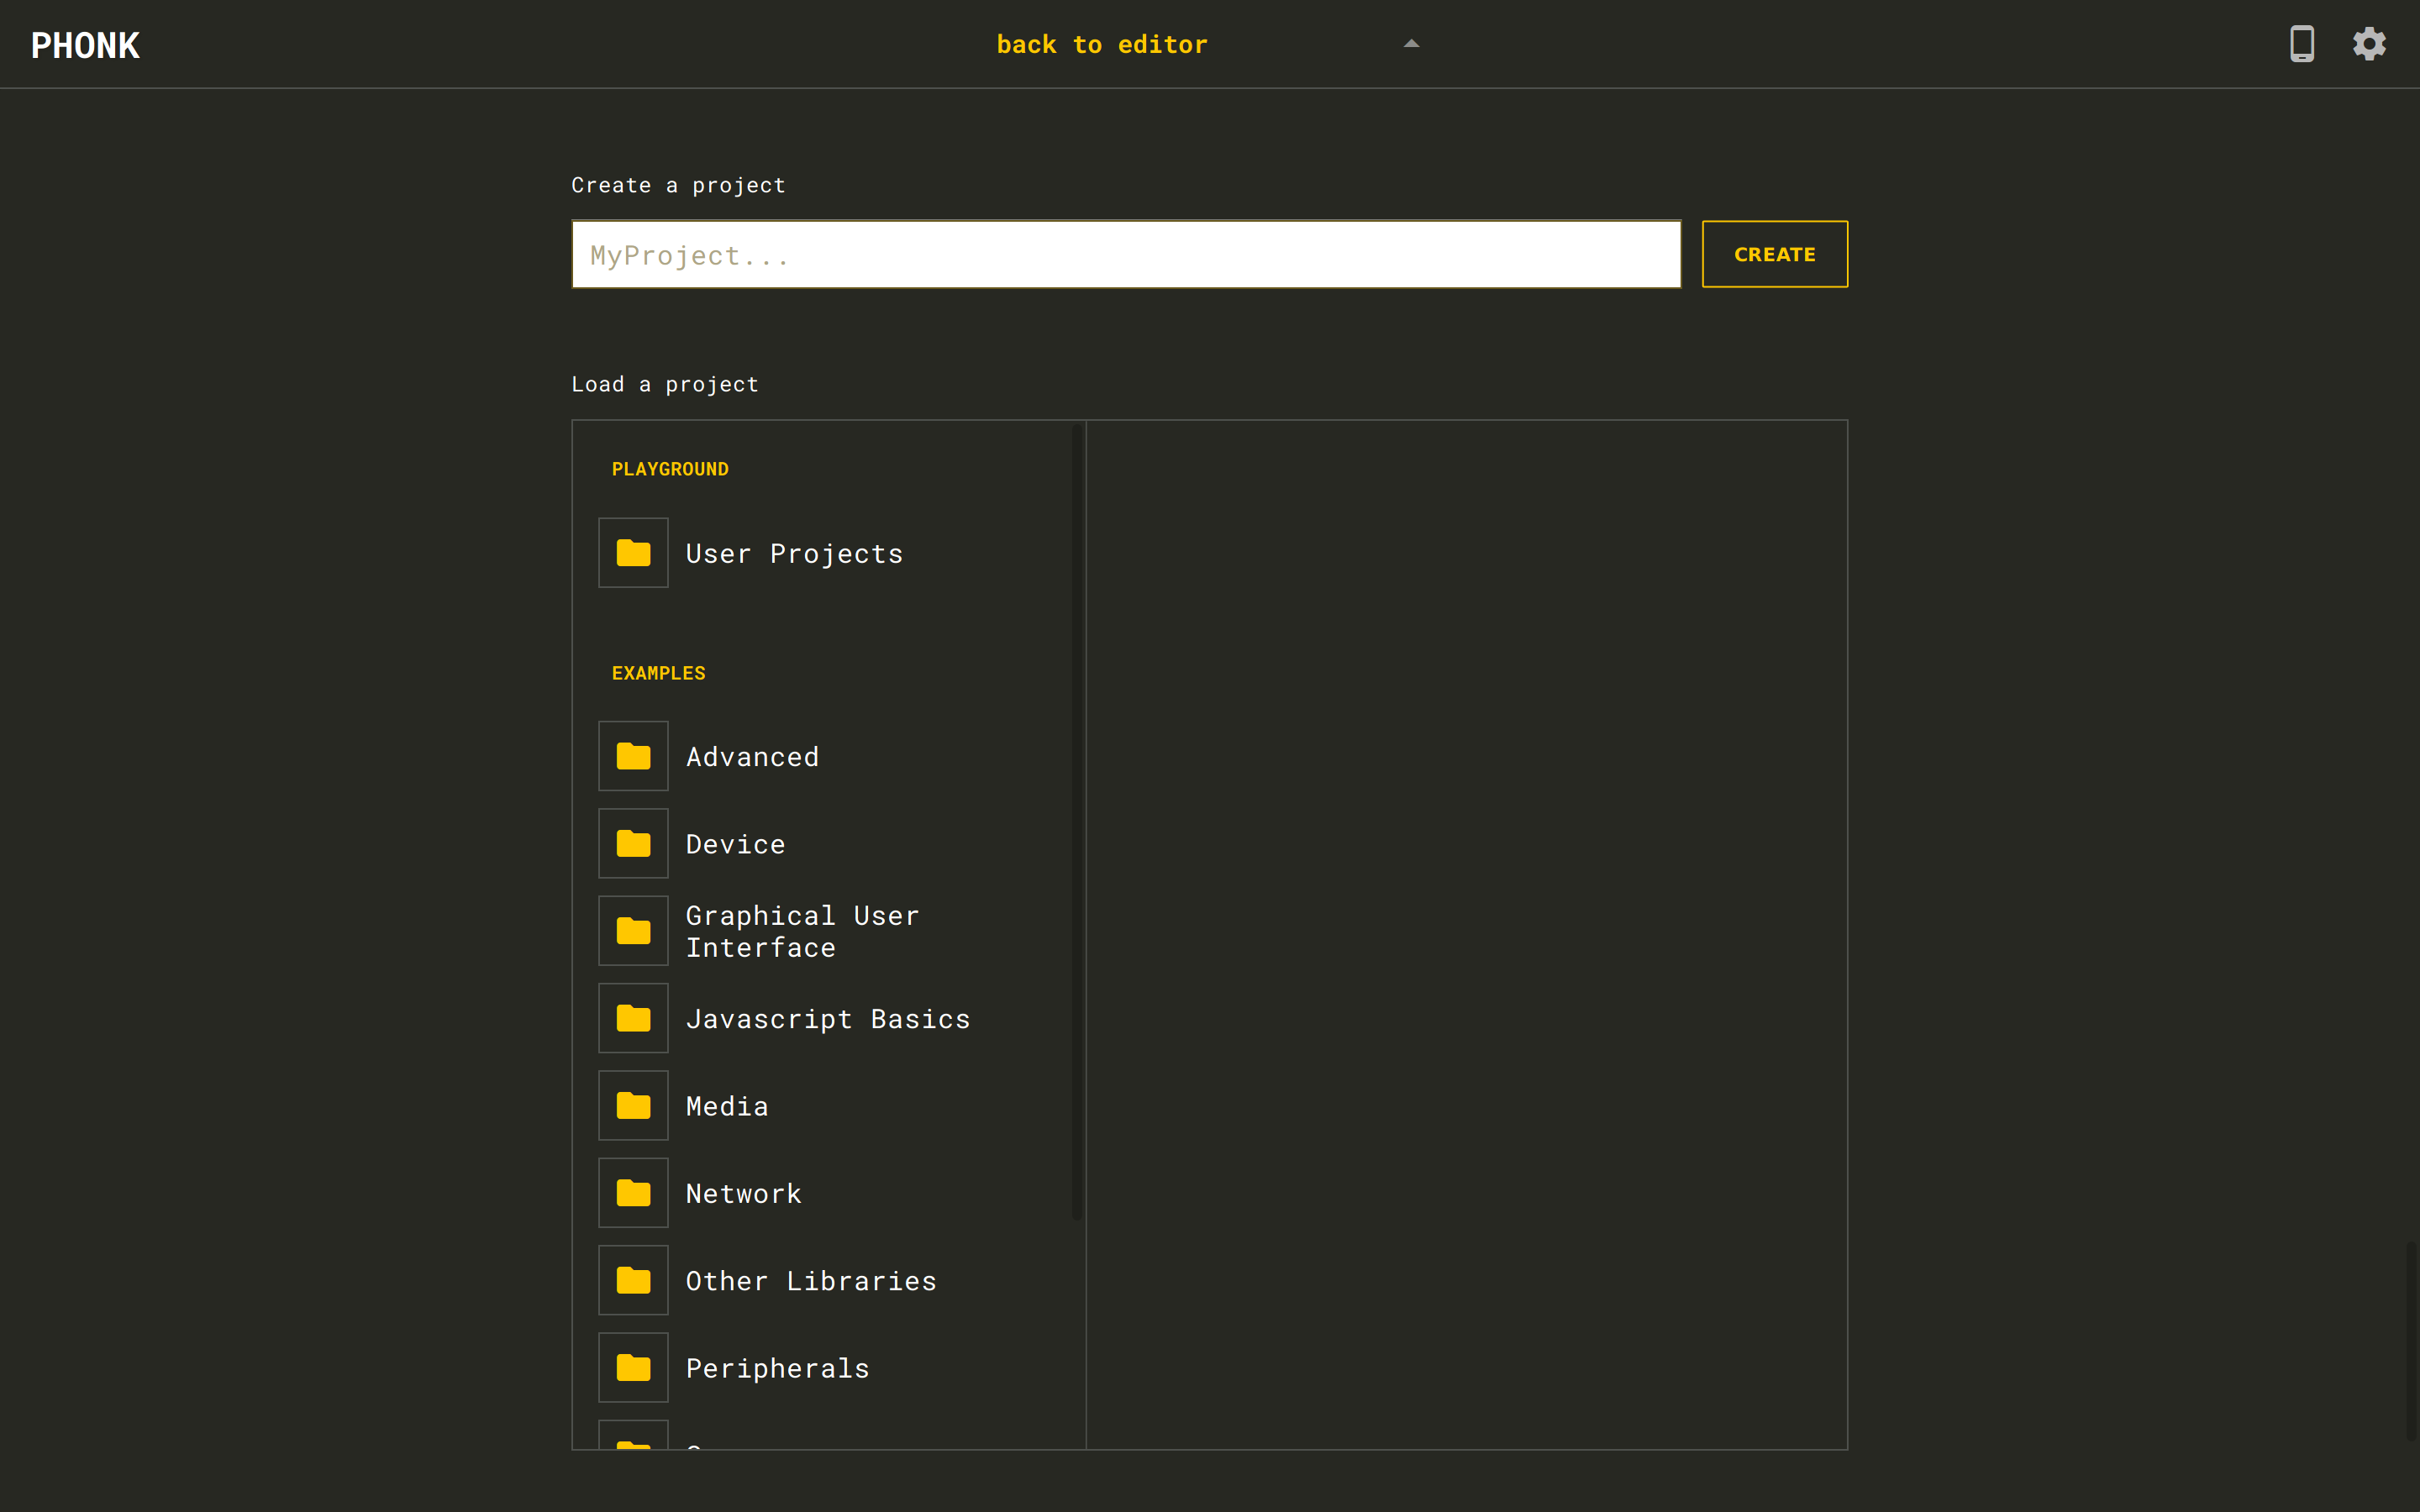 PHONK
back to editor
Create a project
MyProject...
CREATE
Load a project
PLAYGROUND
User Projects
EXAMPLES
Advanced
Device
Graphical User
Interface
Javascript Basics
Media
Network
Other Libraries
Peripherals